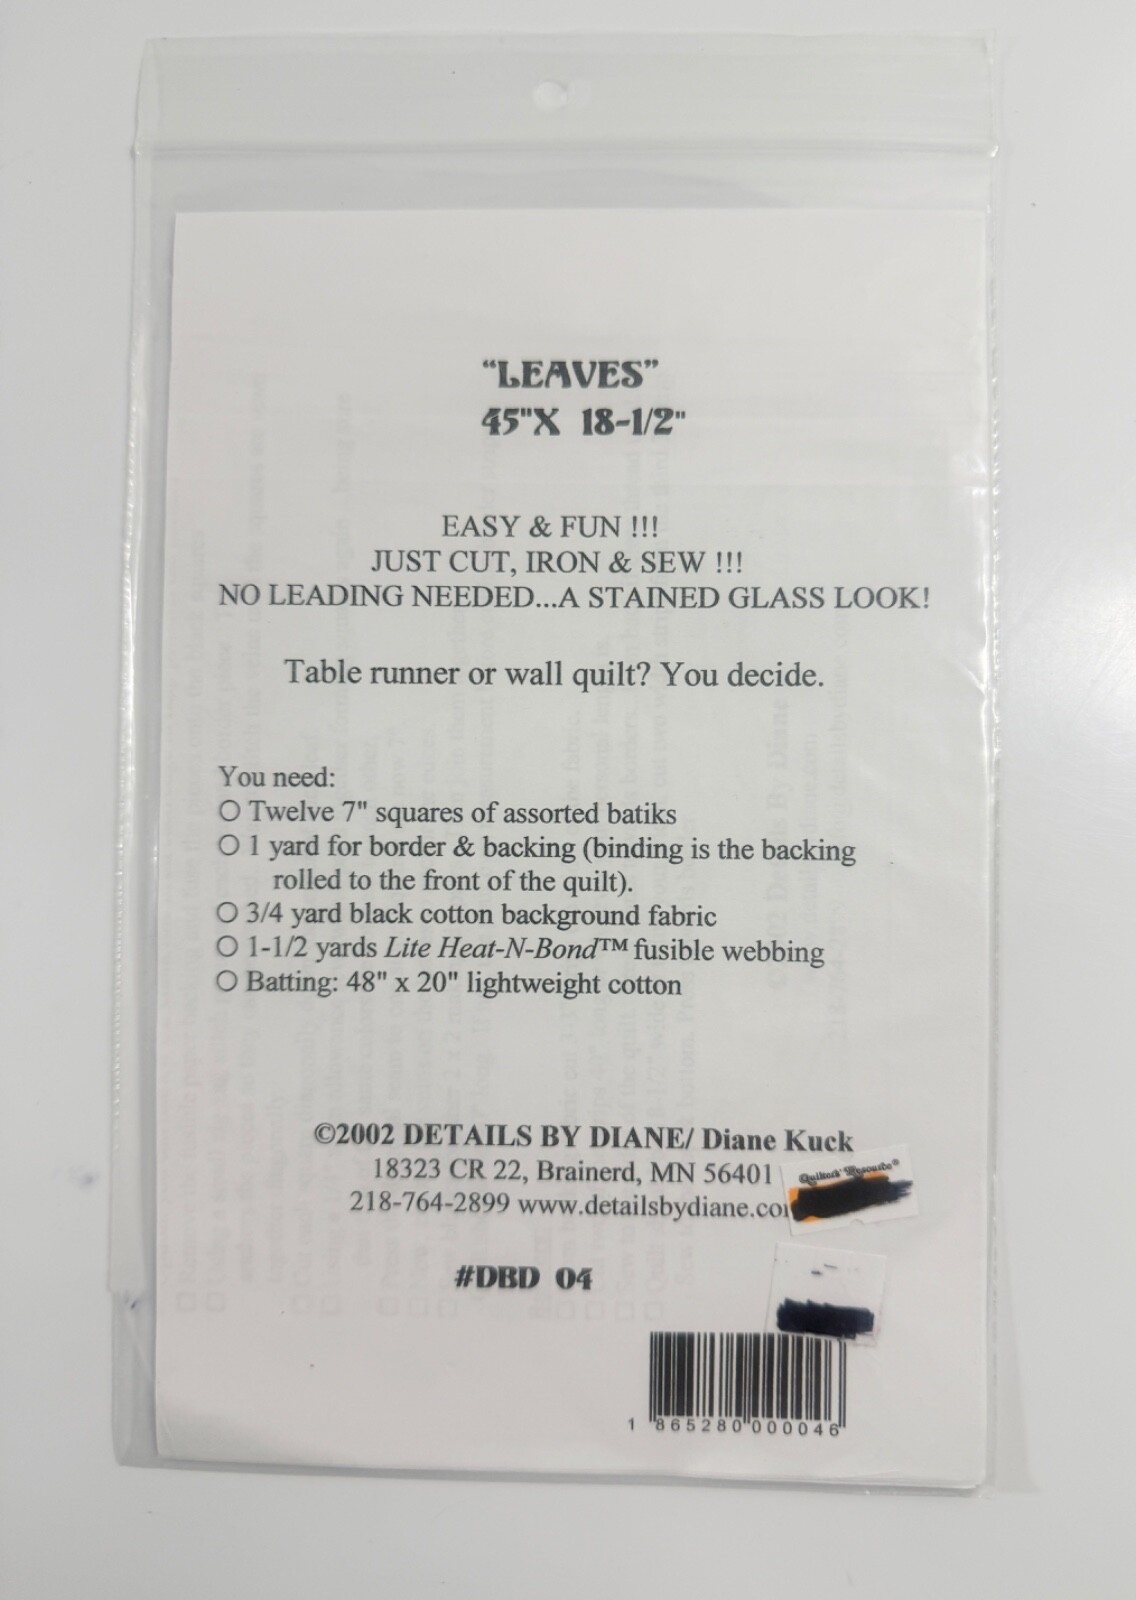 “LEAVES”
45"X 18-1/2"
EASY & FUN !!!
JUST CUT, IRON & SEW !!!
NO LEADING NEEDED...A STAINED GLASS LOOK!
Table runner or wall quilt? You decide.
You need:
O Twelve 7" squares of assorted batiks
O 1 yard for border & backing (binding is the backing
rolled to the front of the quilt).
O 3/4 yard black cotton background fabric
O 1-1/2 yards Lite Heat-N-Bond™ fusible webbing
O Batting: 48" x 20" lightweight cotton
©2002 DETAILS BY DIANE/ Diane Kuck
18323 CR 22, Brainerd, MN 56401
Quilters' Resource®
218-764-2899 www.detailsbydiane.co
#DBD 04
1 865280 000046